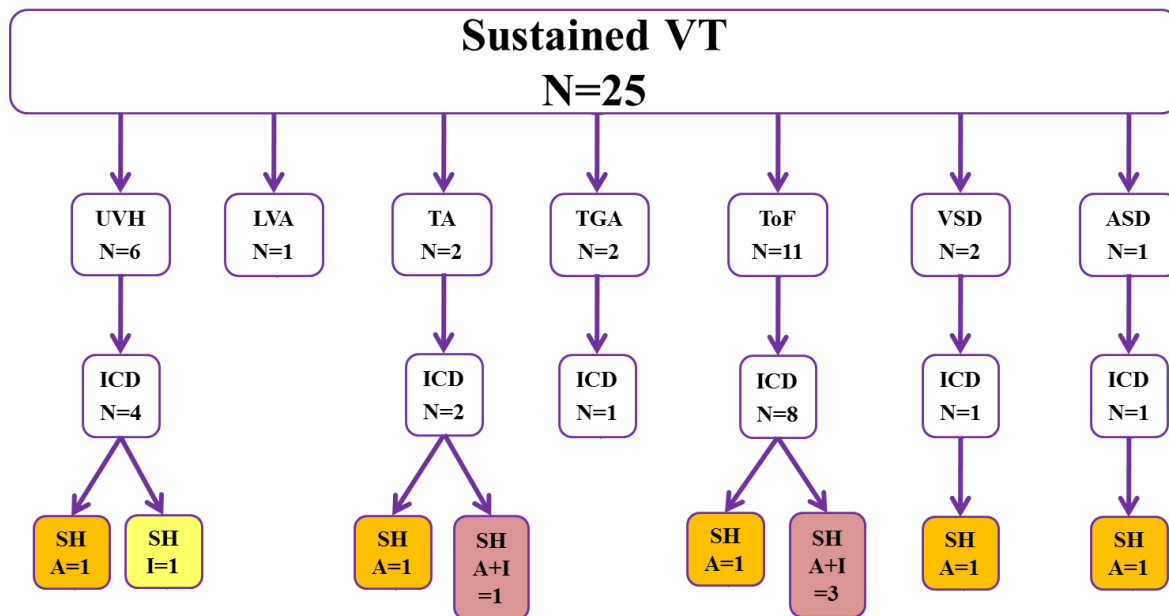 Sustained VT
N=25
UVH
N=6
LVA
N=1
TA
N=2
TGA
N=2
ToF
N=11
VSD
N=2
ASD
N=1
ICD
N=4
ICD
N=2
ICD
N=1
ICD
N=8
ICD
N=1
ICD
N=1
SH
A=1
SH
I=1
SH
A=1
SH
A+I
=1
SH
A=1
SH
A+I
=3
SH
A=1
SH
A=1